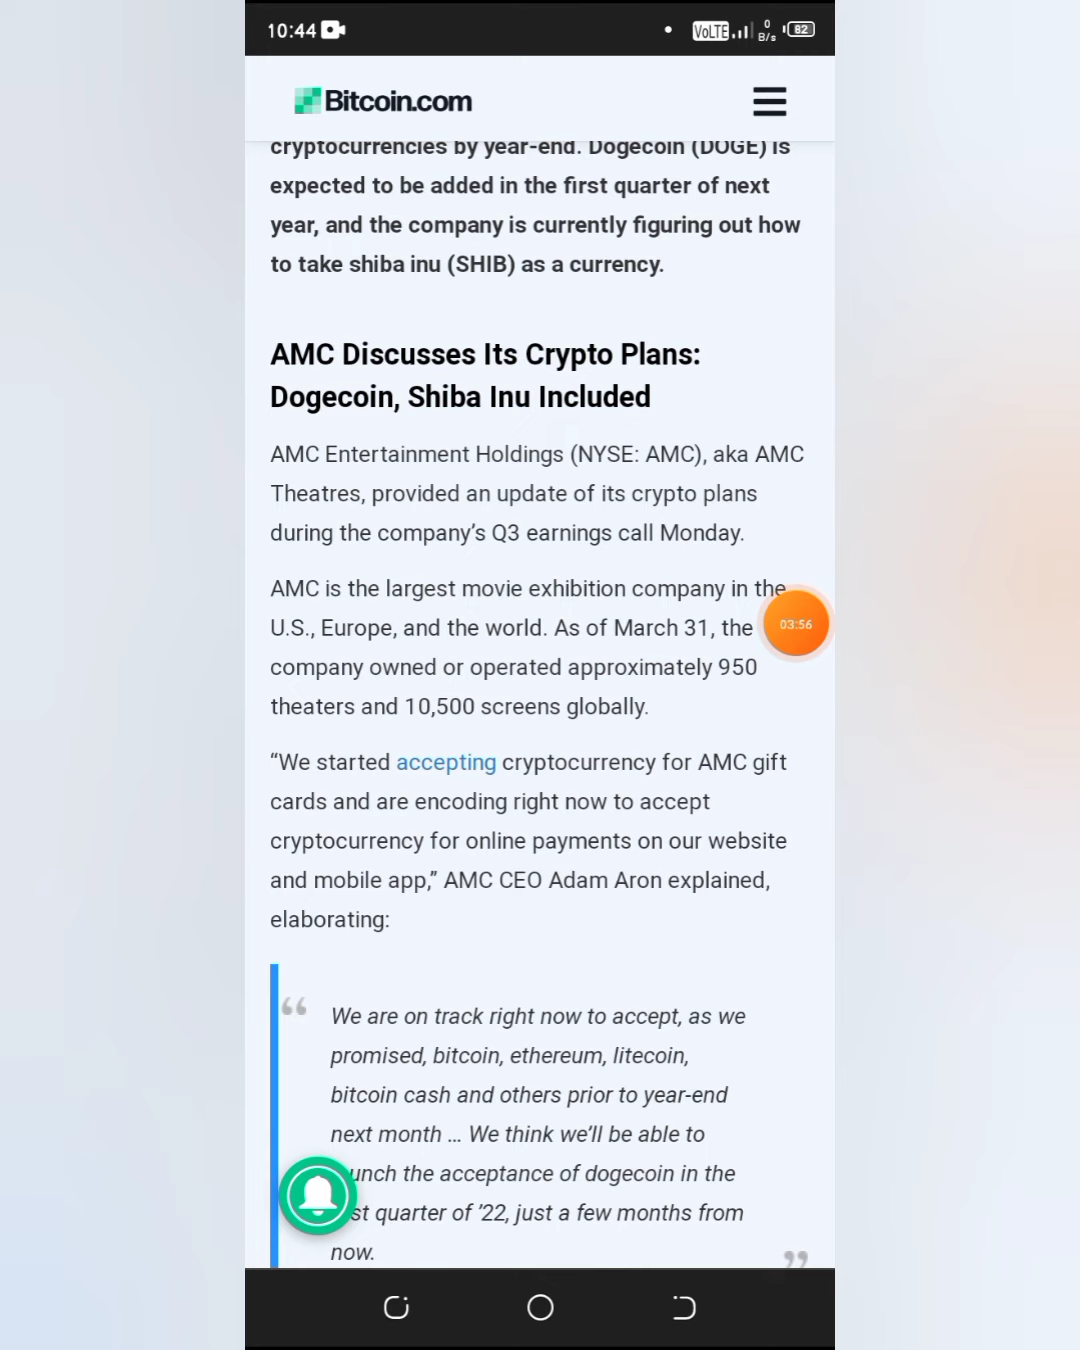 10:44
VoLTE
0
B/s
82
Bitcoin.com
cryptocurrencies by year-end. Dogecoin (DOGE) is
expected to be added in the first quarter of next
year, and the company is currently figuring out how
to take shiba inu (SHIB) as a currency.
AMC Discusses Its Crypto Plans:
Dogecoin, Shiba Inu Included
AMC Entertainment Holdings (NYSE: AMC), aka AMC
Theatres, provided an update of its crypto plans
during the company’s Q3 earnings call Monday.
AMC is the largest movie exhibition company in the
U.S., Europe, and the world. As of March 31, the
03:56
company owned or operated approximately 950
theaters and 10,500 screens globally.
“We started accepting cryptocurrency for AMC gift
cards and are encoding right now to accept
cryptocurrency for online payments on our website
and mobile app,” AMC CEO Adam Aron explained,
elaborating:
“
We are on track right now to accept, as we
promised, bitcoin, ethereum, litecoin,
bitcoin cash and others prior to year-end
next month ... We think we’ll be able to
unch the acceptance of dogecoin in the
st quarter of ’22, just a few months from
now.
”